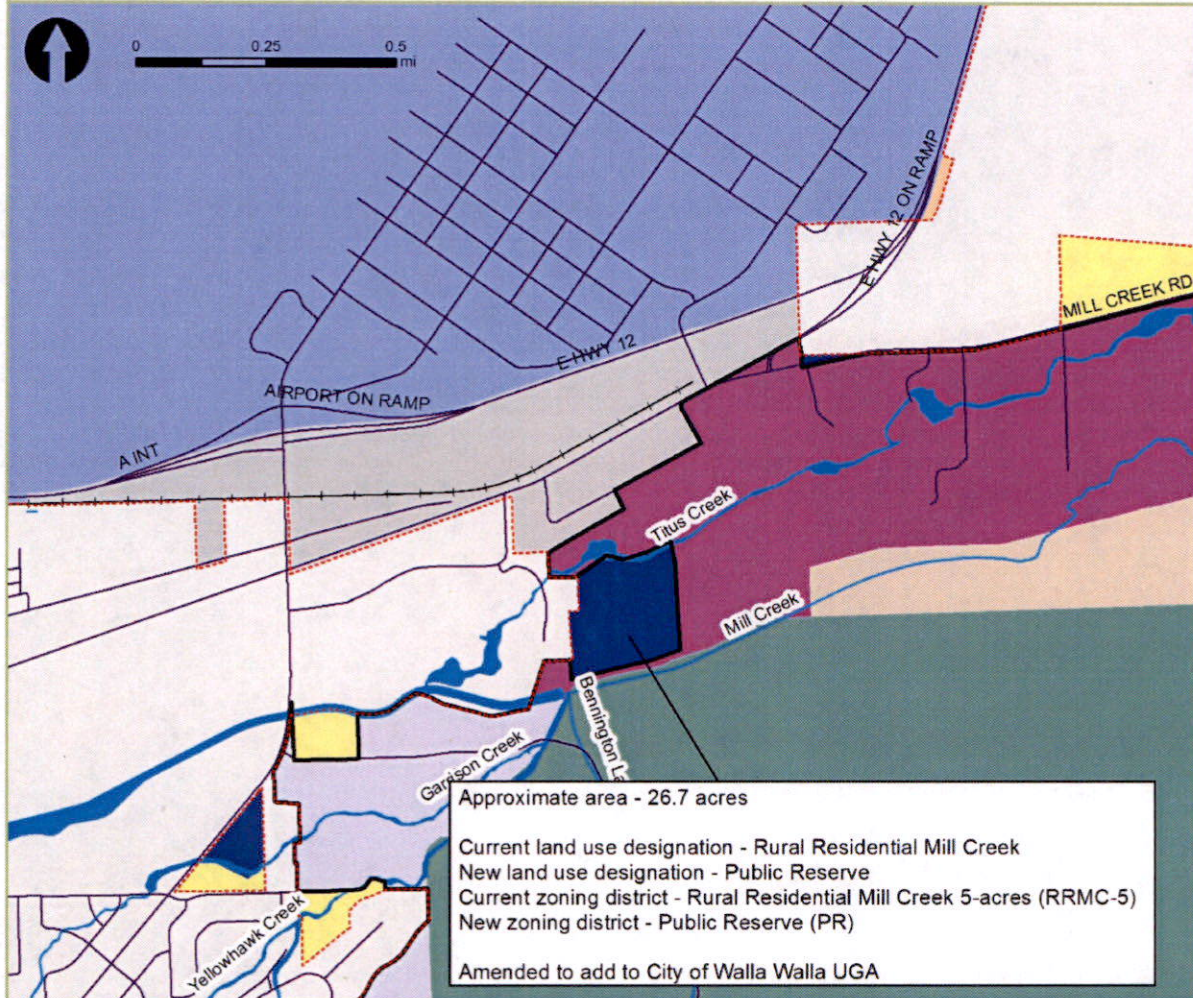 0 0.25 0.5
mi
E HWY 12 ON RAMP
MILL CREEK RD
E HWY 12
AIRPORT ON RAMP
A INT
Titus Creek
Mill Creek
Bennington La
Garrison Creek
Yellowhawk Creek
Approximate area - 26.7 acres
Current land use designation - Rural Residential Mill Creek
New land use designation - Public Reserve
Current zoning district - Rural Residential Mill Creek 5-acres (RRMC-5)
New zoning district - Public Reserve (PR)
Amended to add to City of Walla Walla UGA